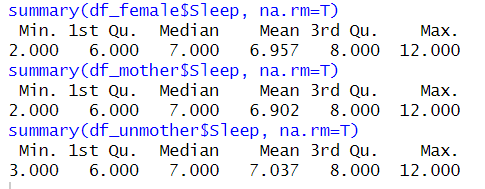 summary(df_female$Sleep, na.rm=T)
Min. 1st Qu. Median Mean 3rd Qu. Max.
2.000 6.000 7.000 6.957 8.000 12.000
summary(df_mother$Sleep, na.rm=T)
Min. 1st Qu. Median Mean 3rd Qu. Max.
2.000 6.000 7.000 6.902 8.000 12.000
summary(df_unmother$Sleep, na.rm=T)
Min. 1st Qu. Median Mean 3rd Qu. Max.
3.000 6.000 7.000 7.037 8.000 12.000